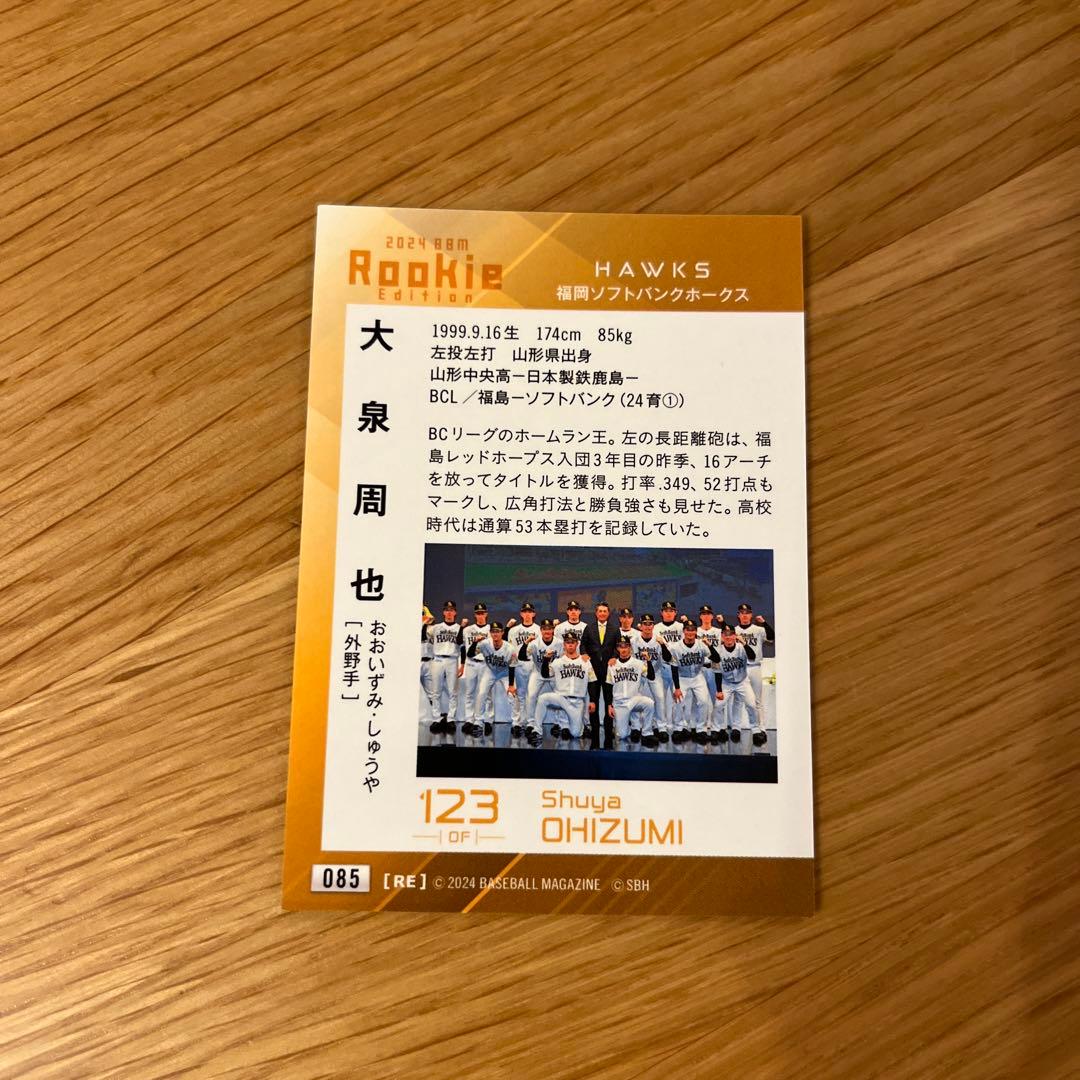 2024 BBM
Rookie
Edition
HAWKS
福岡ソフトバンクホークス
大泉周也
おおいずみ・しゅうや
[外野手]
1999.9.16生 174cm 85kg
左投左打 山形県出身
山形中央高ー日本製鉄鹿島ー
BCL／福島ーソフトバンク(24育①)
BCリーグのホームラン王。左の長距離砲は、福
島レッドホープス入団3年目の昨季、16アーチ
を放ってタイトルを獲得。打率.349、52打点も
マークし、広角打法と勝負強さも見せた。高校
時代は通算53本塁打を記録していた。
123
OF
Shuya
OHIZUMI
085 [RE] © 2024 BASEBALL MAGAZINE © SBH